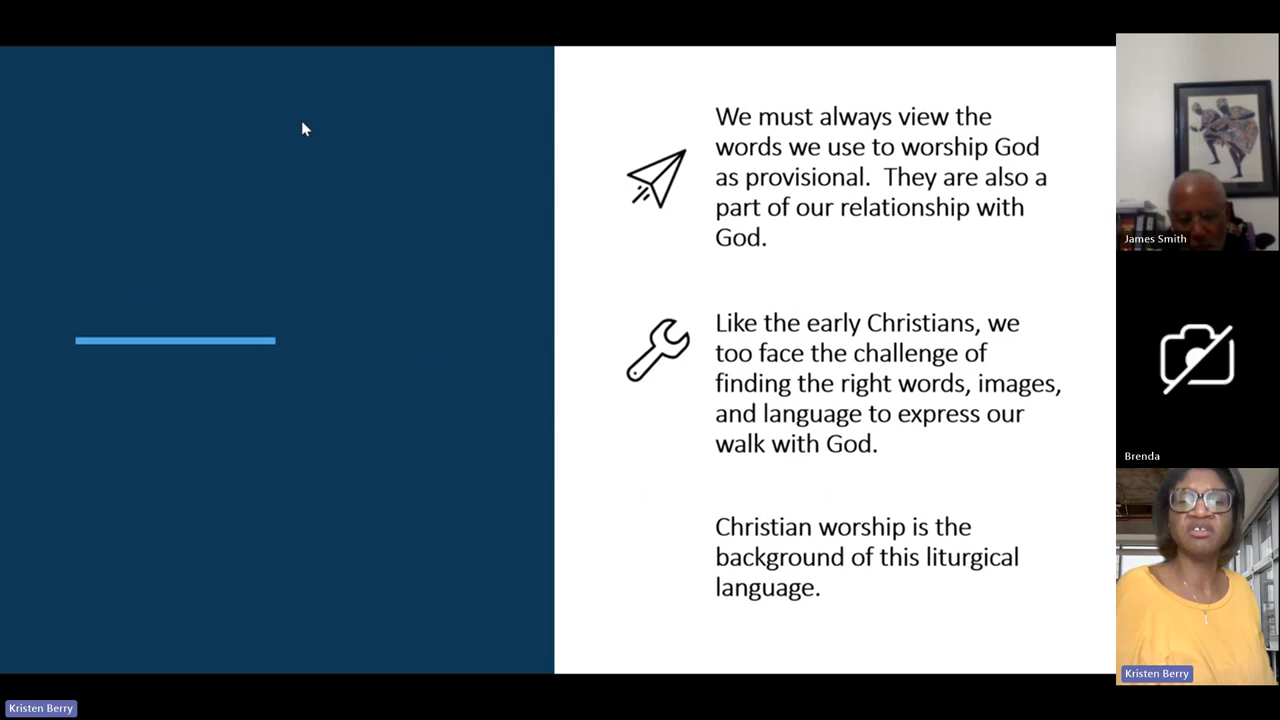 We must always view the
words we use to worship God
as provisional.  They are also a
part of our relationship with
God.
Like the early Christians, we
too face the challenge of
finding the right words, images,
and language to express our
walk with God.
Christian worship is the
background of this liturgical
language.
James Smith
Brenda
Kristen Berry
Kristen Berry